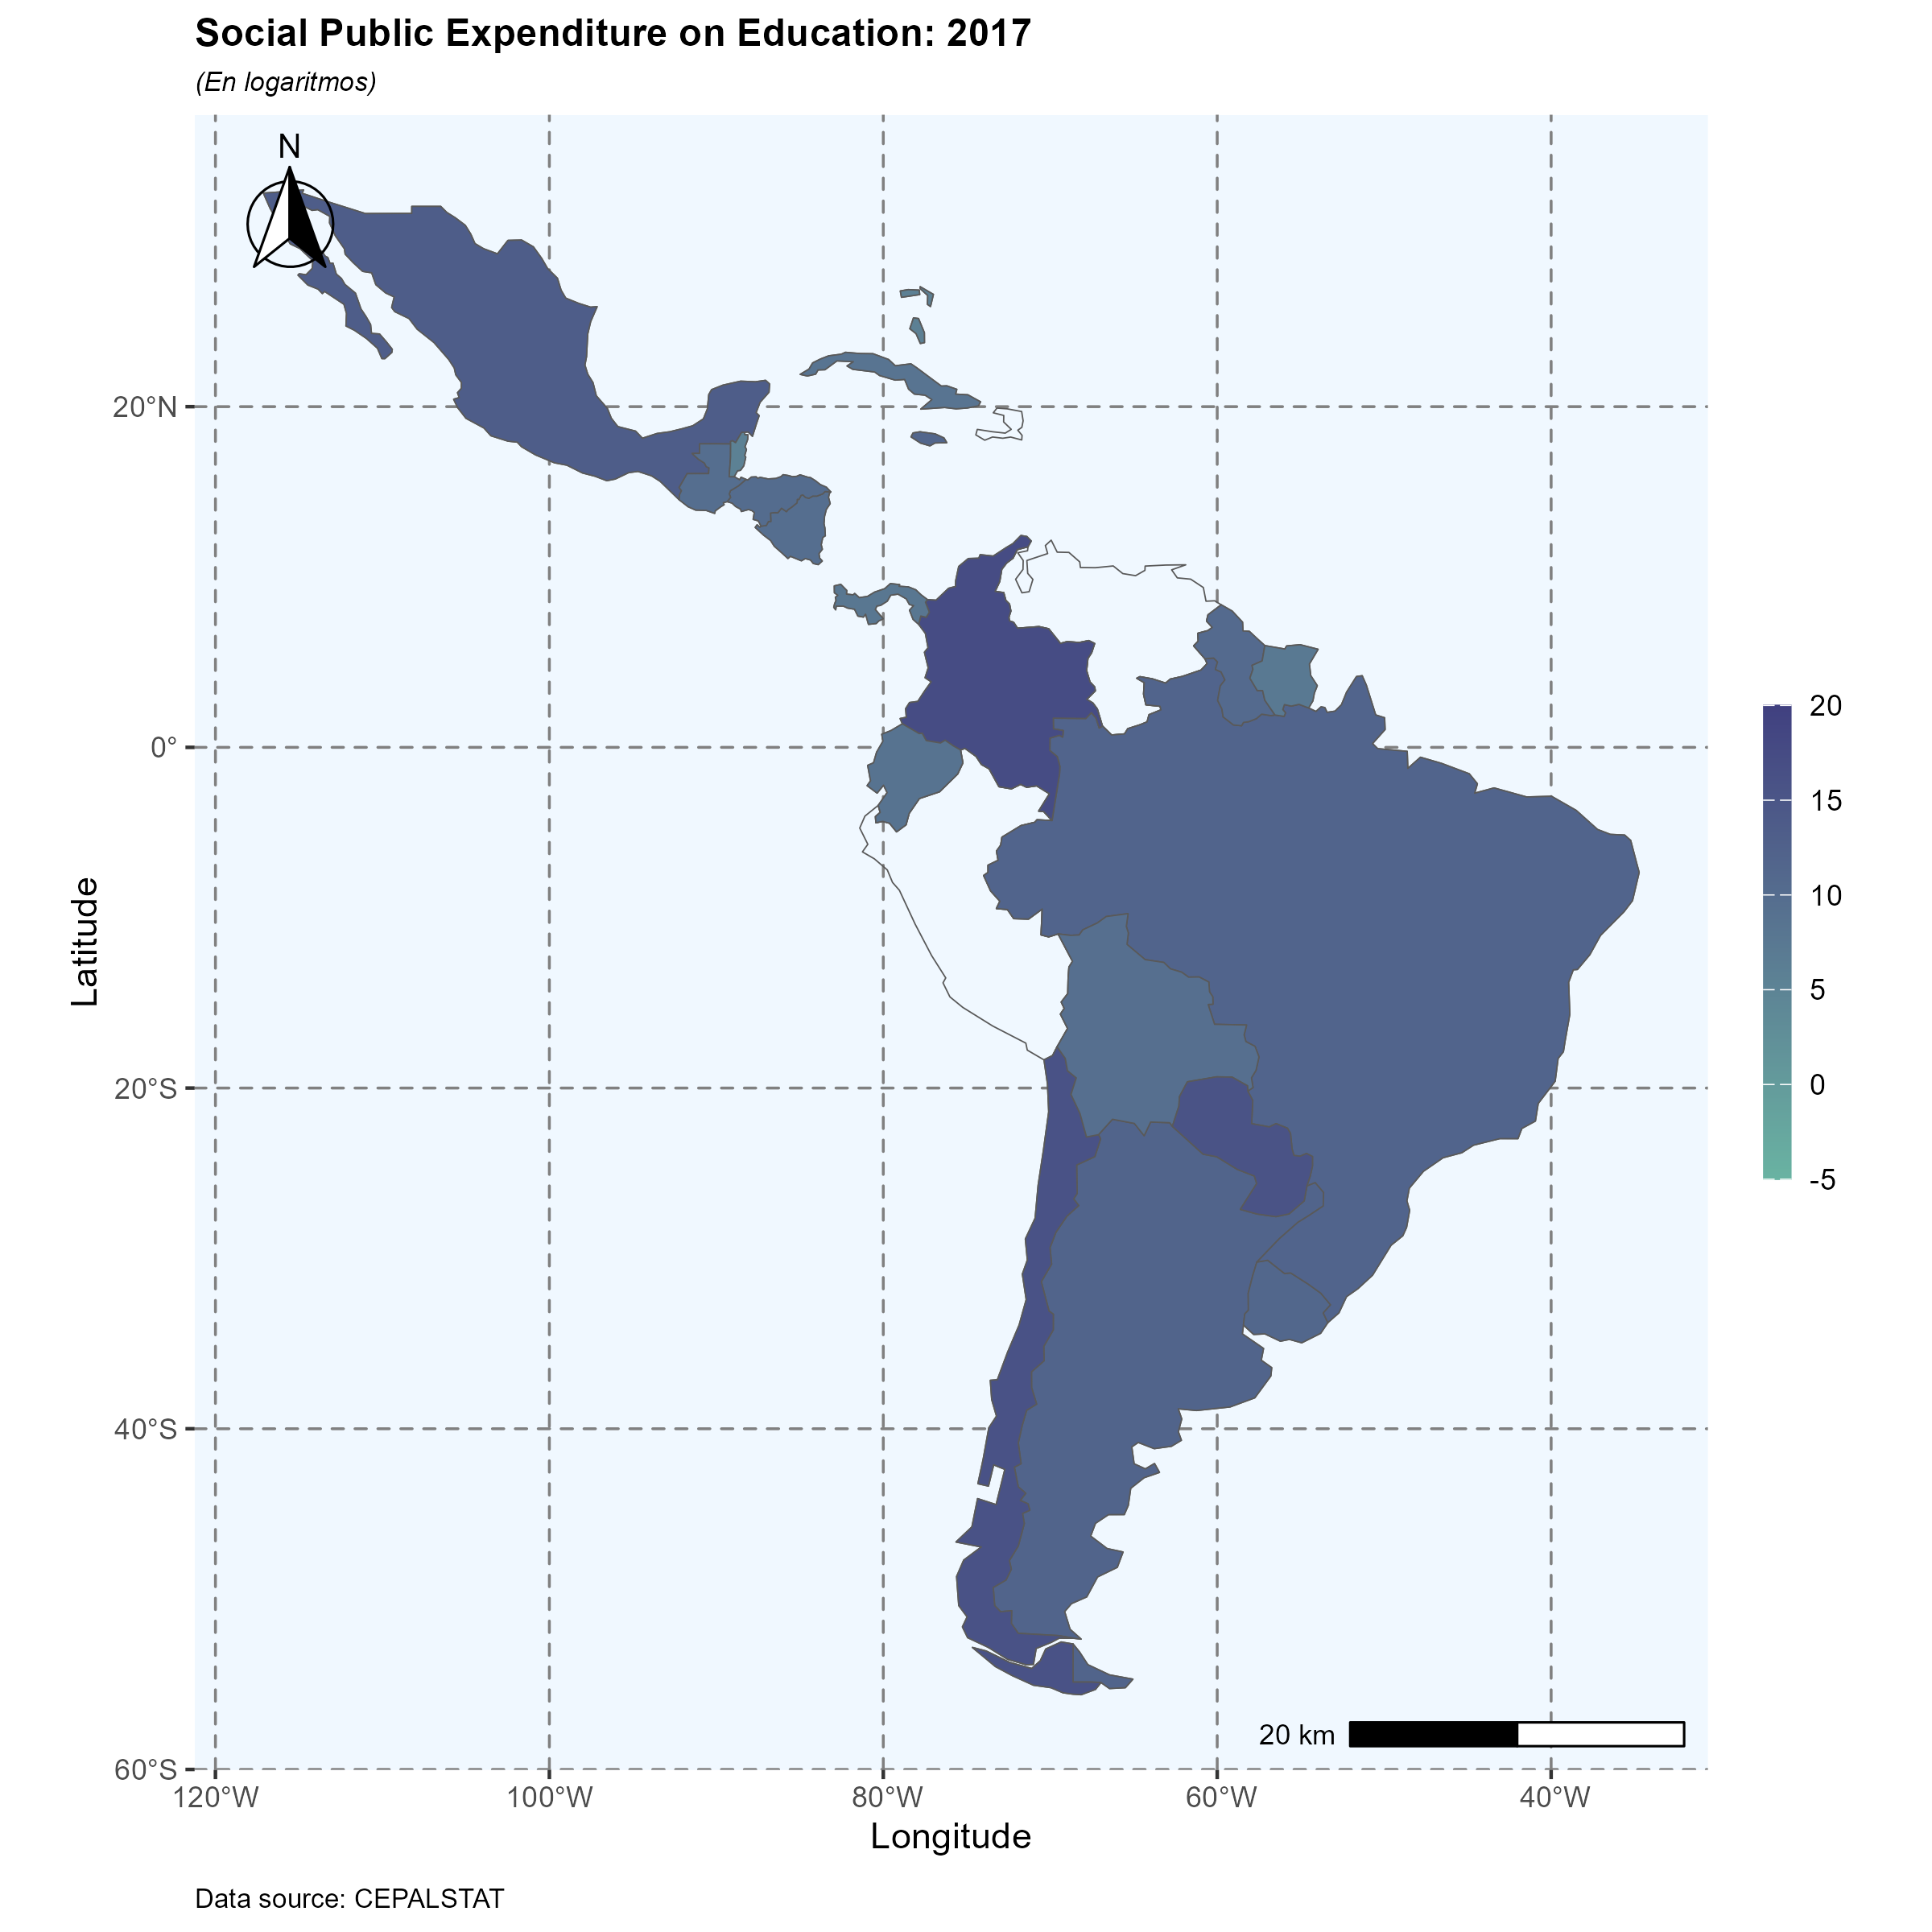 Social Public Expenditure on Education: 2017
(En logaritmos)
N
20°N
0°
20°S
40°S
60°S
Latitude
120°W
100°W
80°W
60°W
40°W
Longitude
20
15
10
5
0
-5
20 km
Data source: CEPALSTAT